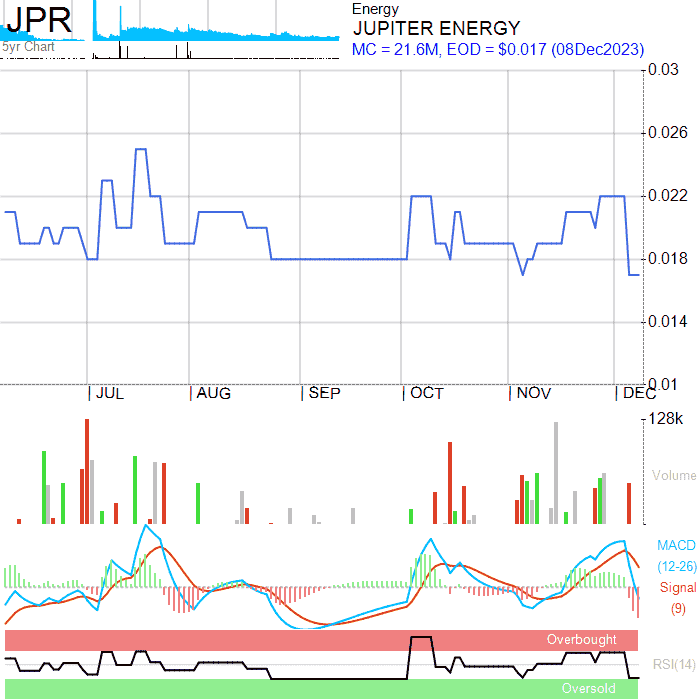 JPR
5yr Chart
Energy
JUPITER ENERGY
MC = 21.6M, EOD = $0.017 (08Dec2023)
0.03
0.026
0.022
0.018
0.014
0.01
JUL AUG SEP OCT NOV DEC
128k
Volume
MACD
(12-26)
Signal
(9)
Overbought
RSI(14)
Oversold